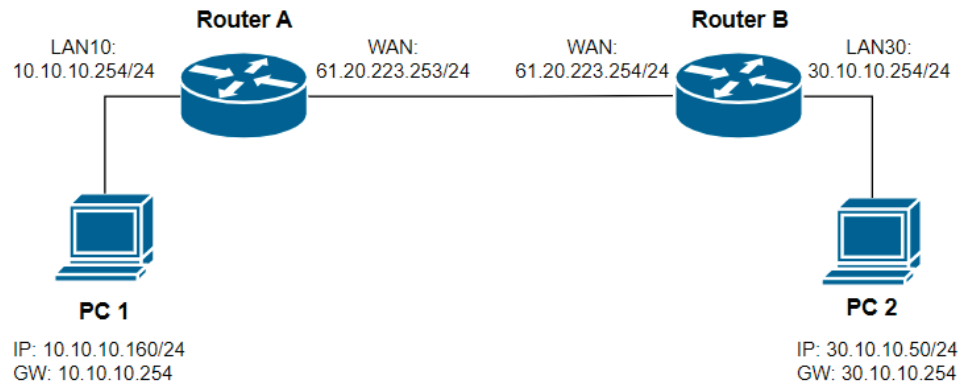 Router A
Router B
LAN10:
10.10.10.254/24
WAN:
61.20.223.253/24
WAN:
61.20.223.254/24
LAN30:
30.10.10.254/24
PC 1
IP: 10.10.10.160/24
GW: 10.10.10.254
PC 2
IP: 30.10.10.50/24
GW: 30.10.10.254